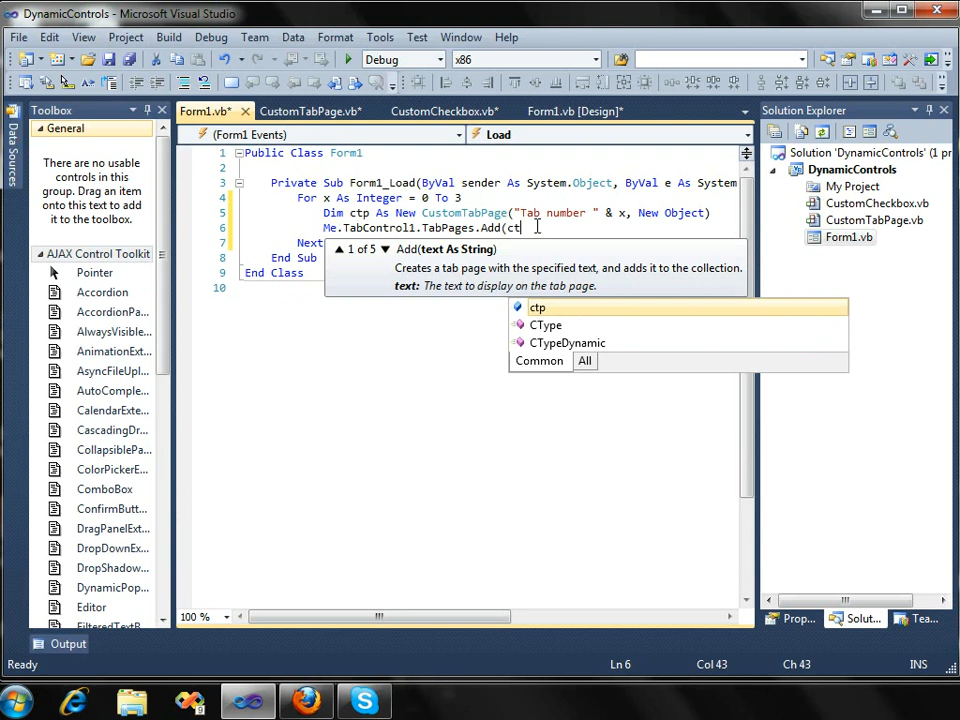 DynamicControls - Microsoft Visual Studio
File Edit View Project Build Debug Team Data Format Tools Test Window Help
Debug x86
Data Sources
Toolbox
General
There are no usable
controls in this
group. Drag an item
onto this text to
add it to the toolbox.
AJAX Control Toolkit
Pointer
Accordion
AccordionPa...
AlwaysVisible...
AnimationExt...
AsyncFileUpl...
AutoComple...
CalendarExte...
CascadingDr...
CollapsiblePa...
ColorPickerE...
ComboBox
ConfirmButt...
DragPanelExt...
DropDownEx...
DropShadow...
DynamicPop...
Editor
FilteredTextB...
Form1.vb* CustomTabPage.vb* CustomCheckbox.vb* Form1.vb [Design]*
(Form1 Events) Load
1 Public Class Form1
2
3 Private Sub Form1_Load(ByVal sender As System.Object, ByVal e As System
4 For x As Integer = 0 To 3
5 Dim ctp As New CustomTabPage("Tab number " & x, New Object)
6 Me.TabControl1.TabPages.Add(ct
7 Next
8 End Sub
9 End Class
10
1 of 5 Add(text As String)
Creates a tab page with the specified text, and adds it to the collection.
text: The text to display on the tab page.
ctp
CType
CTypeDynamic
Common All
100 %
Solution Explorer
Solution 'DynamicControls' (1 pr
DynamicControls
My Project
CustomCheckbox.vb
CustomTabPage.vb
Form1.vb
Prop... Solut... Tea...
Output
Ready Ln 6 Col 43 Ch 43 INS